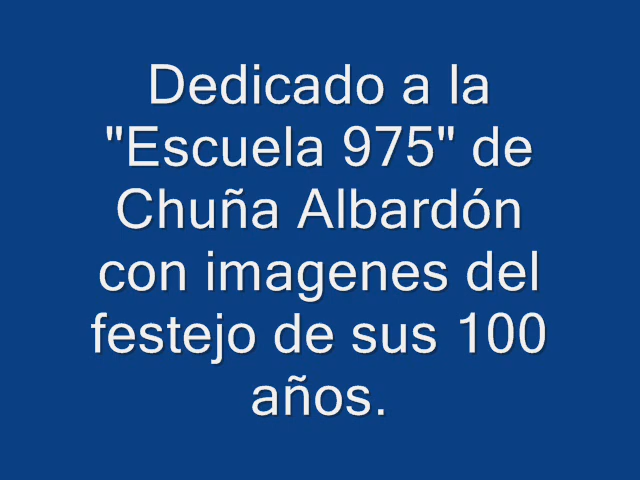 Dedicado a la
"Escuela 975" de
Chuña Albardón
con imagenes del
festejo de sus 100
años.